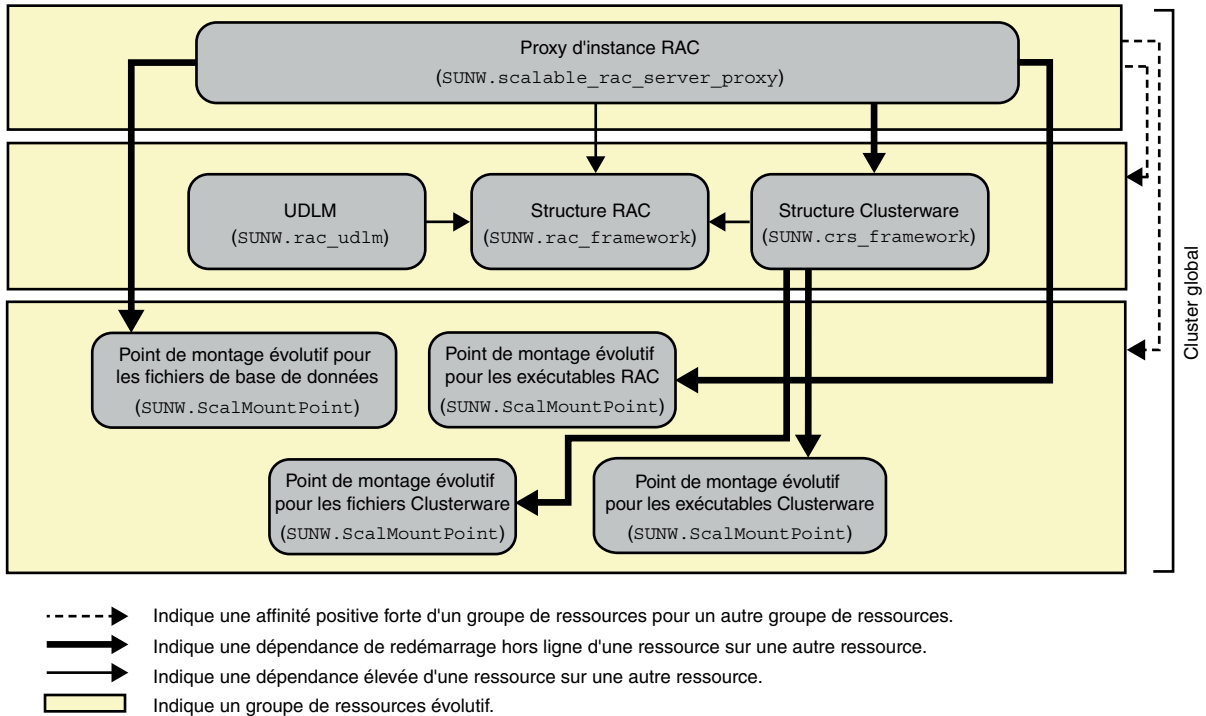 Proxy d'instance RAC
(SUNW.scalable_rac_server_proxy)
UDLM
(SUNW.rac_udlm)
Structure RAC
(SUNW.rac_framework)
Structure Clusterware
(SUNW.crs_framework)
Point de montage évolutif pour
les fichiers de base de données
(SUNW.ScalMountPoint)
Point de montage évolutif
pour les exécutables RAC
(SUNW.ScalMountPoint)
Point de montage évolutif
pour les fichiers Clusterware
(SUNW.ScalMountPoint)
Point de montage évolutif
pour les exécutables Clusterware
(SUNW.ScalMountPoint)
Cluster global
Indique une affinité positive forte d'un groupe de ressources pour un autre groupe de ressources.
Indique une dépendance de redémarrage hors ligne d'une ressource sur une autre ressource.
Indique une dépendance élevée d'une ressource sur une autre ressource.
Indique un groupe de ressources évolutif.